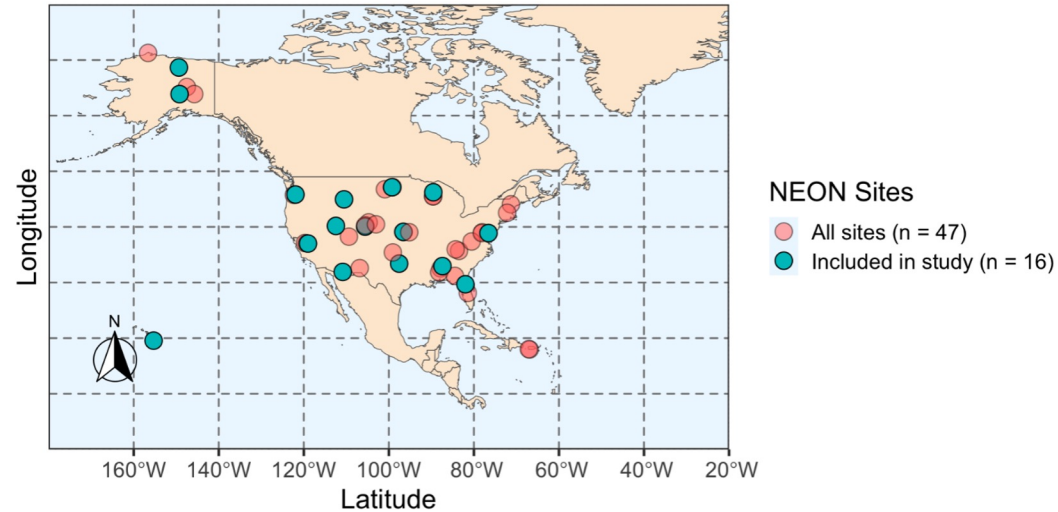 N
Longitude
160°W 140°W 120°W 100°W 80°W 60°W 40°W 20°W
Latitude
NEON Sites
All sites (n = 47)
Included in study (n = 16)